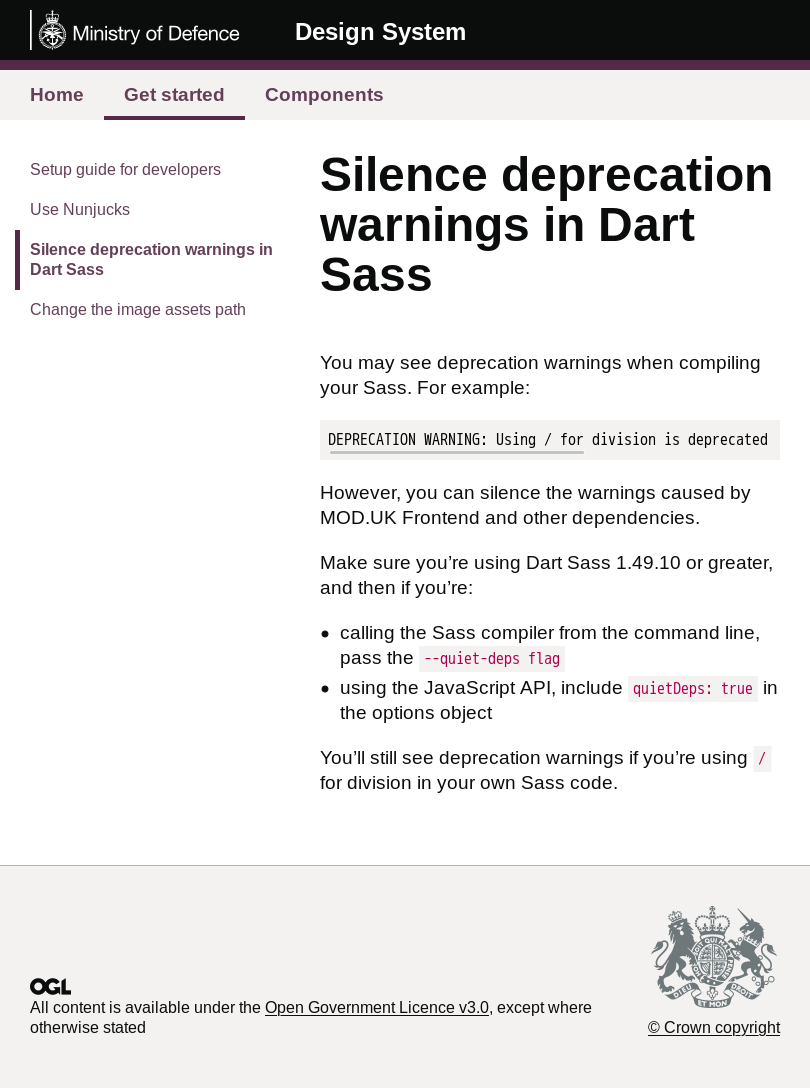 Ministry of Defence
Design System
Home
Get started
Components
Setup guide for developers
Use Nunjucks
Silence deprecation warnings in
Dart Sass
Change the image assets path
Silence deprecation
warnings in Dart
Sass
You may see deprecation warnings when compiling
your Sass. For example:
DEPRECATION WARNING: Using / for division is deprecated
However, you can silence the warnings caused by
MOD.UK Frontend and other dependencies.
Make sure you’re using Dart Sass 1.49.10 or greater,
and then if you’re:
• calling the Sass compiler from the command line,
pass the --quiet-deps flag
• using the JavaScript API, include quietDeps: true in
the options object
You’ll still see deprecation warnings if you’re using /
for division in your own Sass code.
OGL
All content is available under the Open Government Licence v3.0, except where
otherwise stated
DIEU ET MON DROIT
© Crown copyright